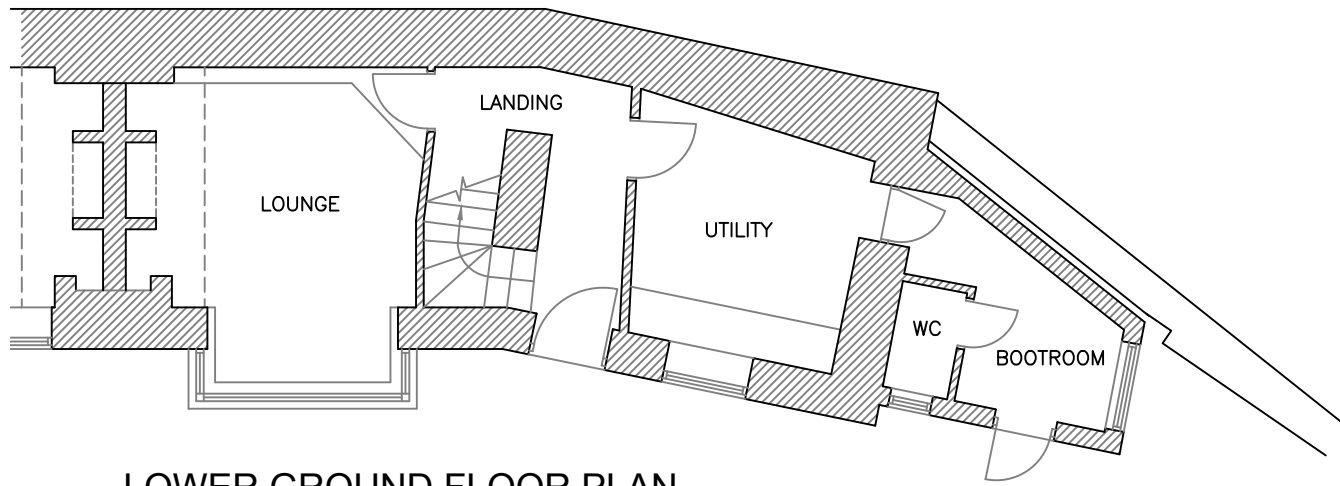 LANDING
LOUNGE
UTILITY
WC
BOOTROOM
LOWER GROUND FLOOR PLAN